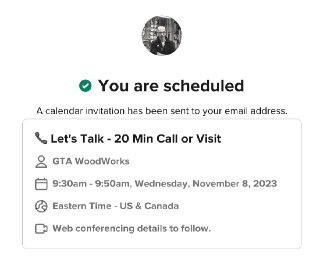 You are scheduled
A calendar invitation has been sent to your email address.
Let's Talk - 20 Min Call or Visit
GTA WoodWorks
9:30am - 9:50am, Wednesday, November 8, 2023
Eastern Time - US & Canada
Web conferencing details to follow.